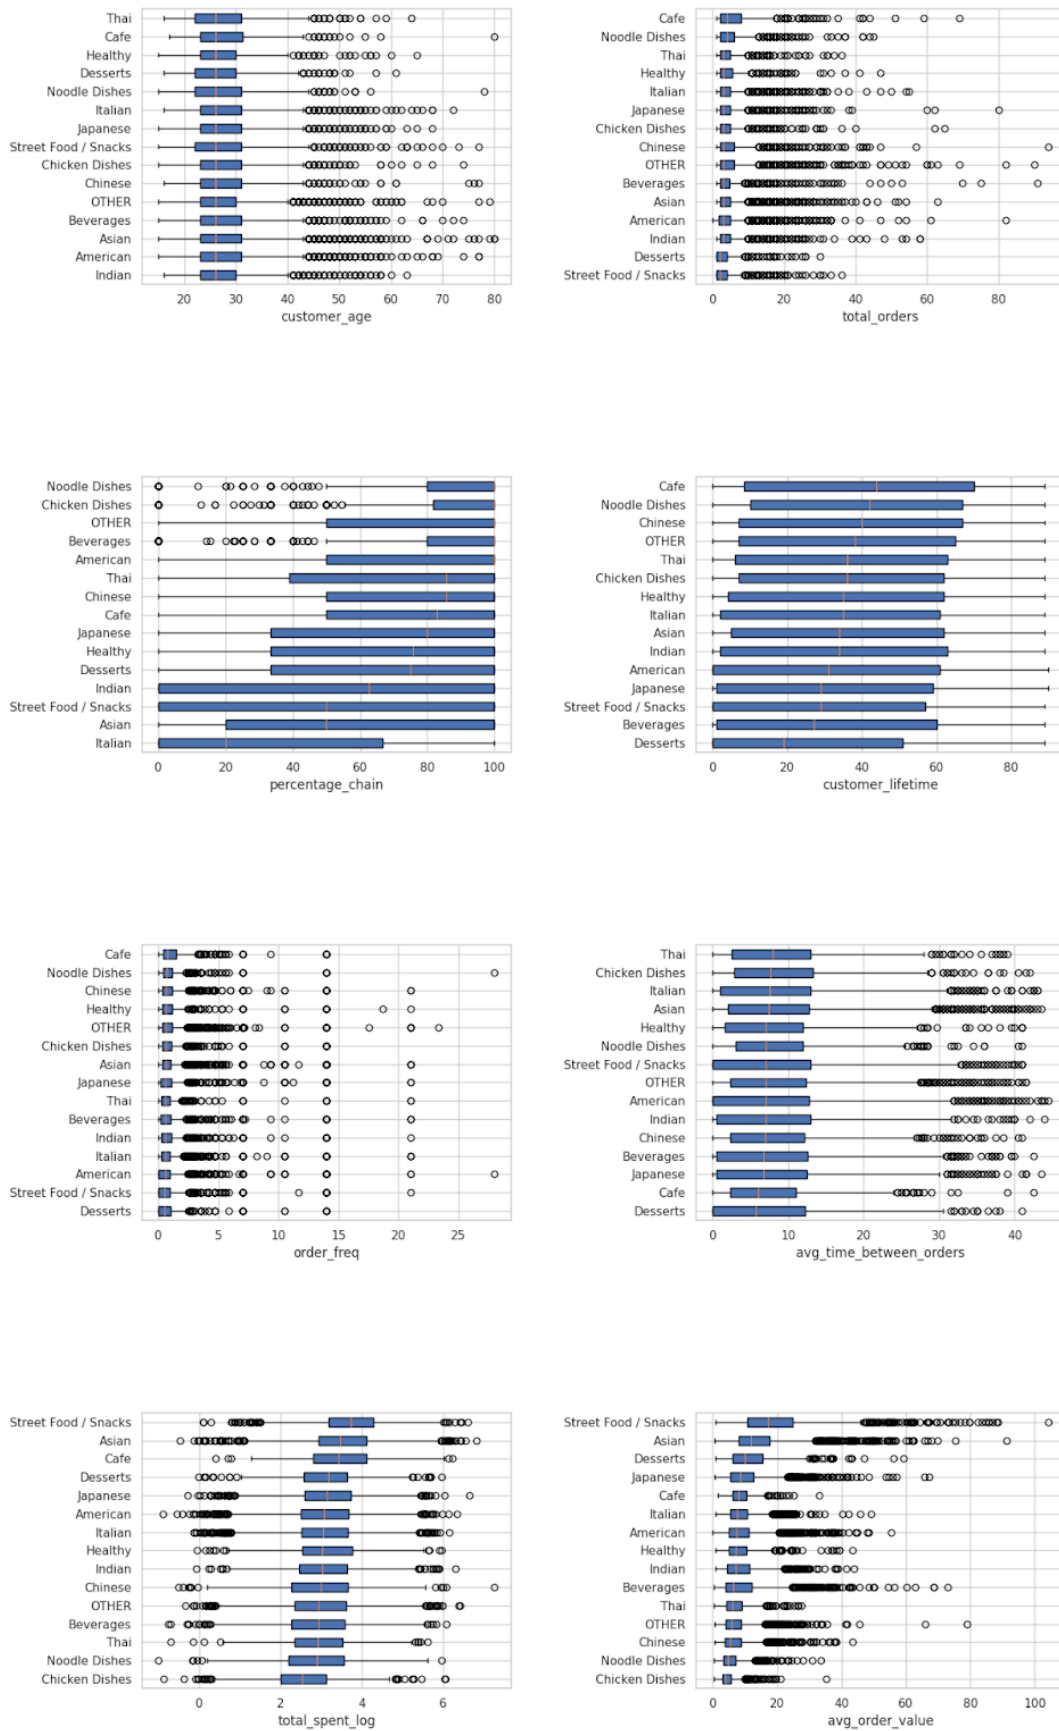 Thai
Cafe
Healthy
Desserts
Noodle Dishes
Italian
Japanese
Street Food / Snacks
Chicken Dishes
Chinese
OTHER
Beverages
Asian
American
Indian
20 30 40 50 60 70 80
customer_age
Cafe
Noodle Dishes
Thai
Healthy
Italian
Japanese
Chicken Dishes
Chinese
OTHER
Beverages
Asian
American
Indian
Desserts
Street Food / Snacks
0 20 40 60 80
total_orders
Noodle Dishes
Chicken Dishes
OTHER
Beverages
American
Thai
Chinese
Cafe
Japanese
Healthy
Desserts
Indian
Street Food / Snacks
Asian
Italian
0 20 40 60 80 100
percentage_chain
Cafe
Noodle Dishes
Chinese
OTHER
Thai
Chicken Dishes
Healthy
Italian
Asian
Indian
American
Japanese
Street Food / Snacks
Beverages
Desserts
0 20 40 60 80
customer_lifetime
Cafe
Noodle Dishes
Chinese
Healthy
OTHER
Chicken Dishes
Asian
Japanese
Thai
Beverages
Indian
Italian
American
Street Food / Snacks
Desserts
0 5 10 15 20 25
order_freq
Thai
Chicken Dishes
Italian
Asian
Healthy
Noodle Dishes
Street Food / Snacks
OTHER
American
Indian
Chinese
Beverages
Japanese
Cafe
Desserts
0 10 20 30 40
avg_time_between_orders
Street Food / Snacks
Asian
Cafe
Desserts
Japanese
American
Italian
Healthy
Indian
Chinese
OTHER
Beverages
Thai
Noodle Dishes
Chicken Dishes
0 2 4 6
total_spent_log
Street Food / Snacks
Asian
Desserts
Japanese
Cafe
Italian
American
Healthy
Indian
Beverages
Thai
OTHER
Chinese
Noodle Dishes
Chicken Dishes
0 20 40 60 80 100
avg_order_value